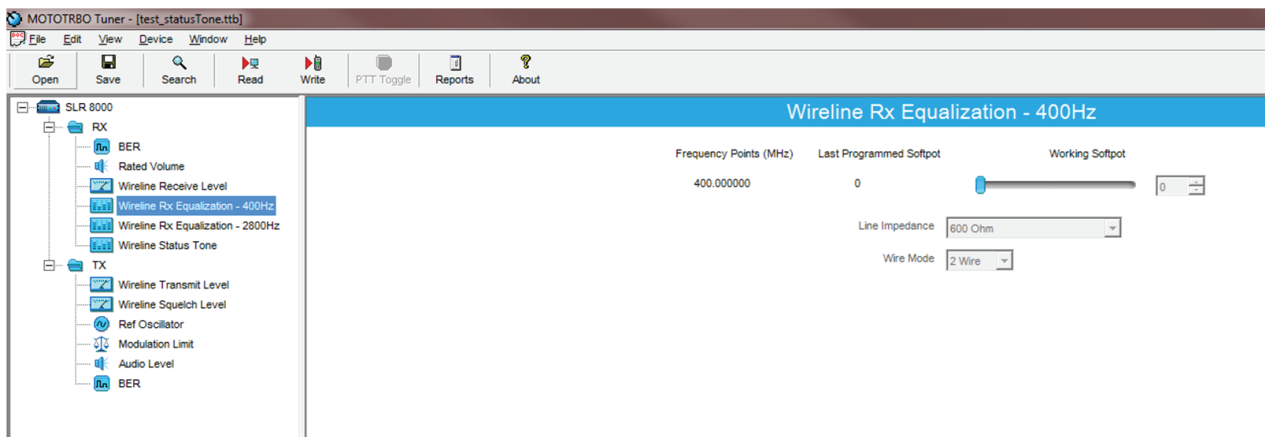 MOTOTRBO Tuner - [test_statusTone.ttb]
File Edit View Device Window Help
Open Save Search Read Write PTT Toggle Reports About
SLR 8000
RX
BER
Rated Volume
Wireline Receive Level
Wireline Rx Equalization - 400Hz
Wireline Rx Equalization - 2800Hz
Wireline Status Tone
TX
Wireline Transmit Level
Wireline Squelch Level
Ref Oscillator
Modulation Limit
Audio Level
BER
Wireline Rx Equalization - 400Hz
Frequency Points (MHz) Last Programmed Softpot Working Softpot
400.000000 0 0
Line Impedance 600 Ohm
Wire Mode 2 Wire